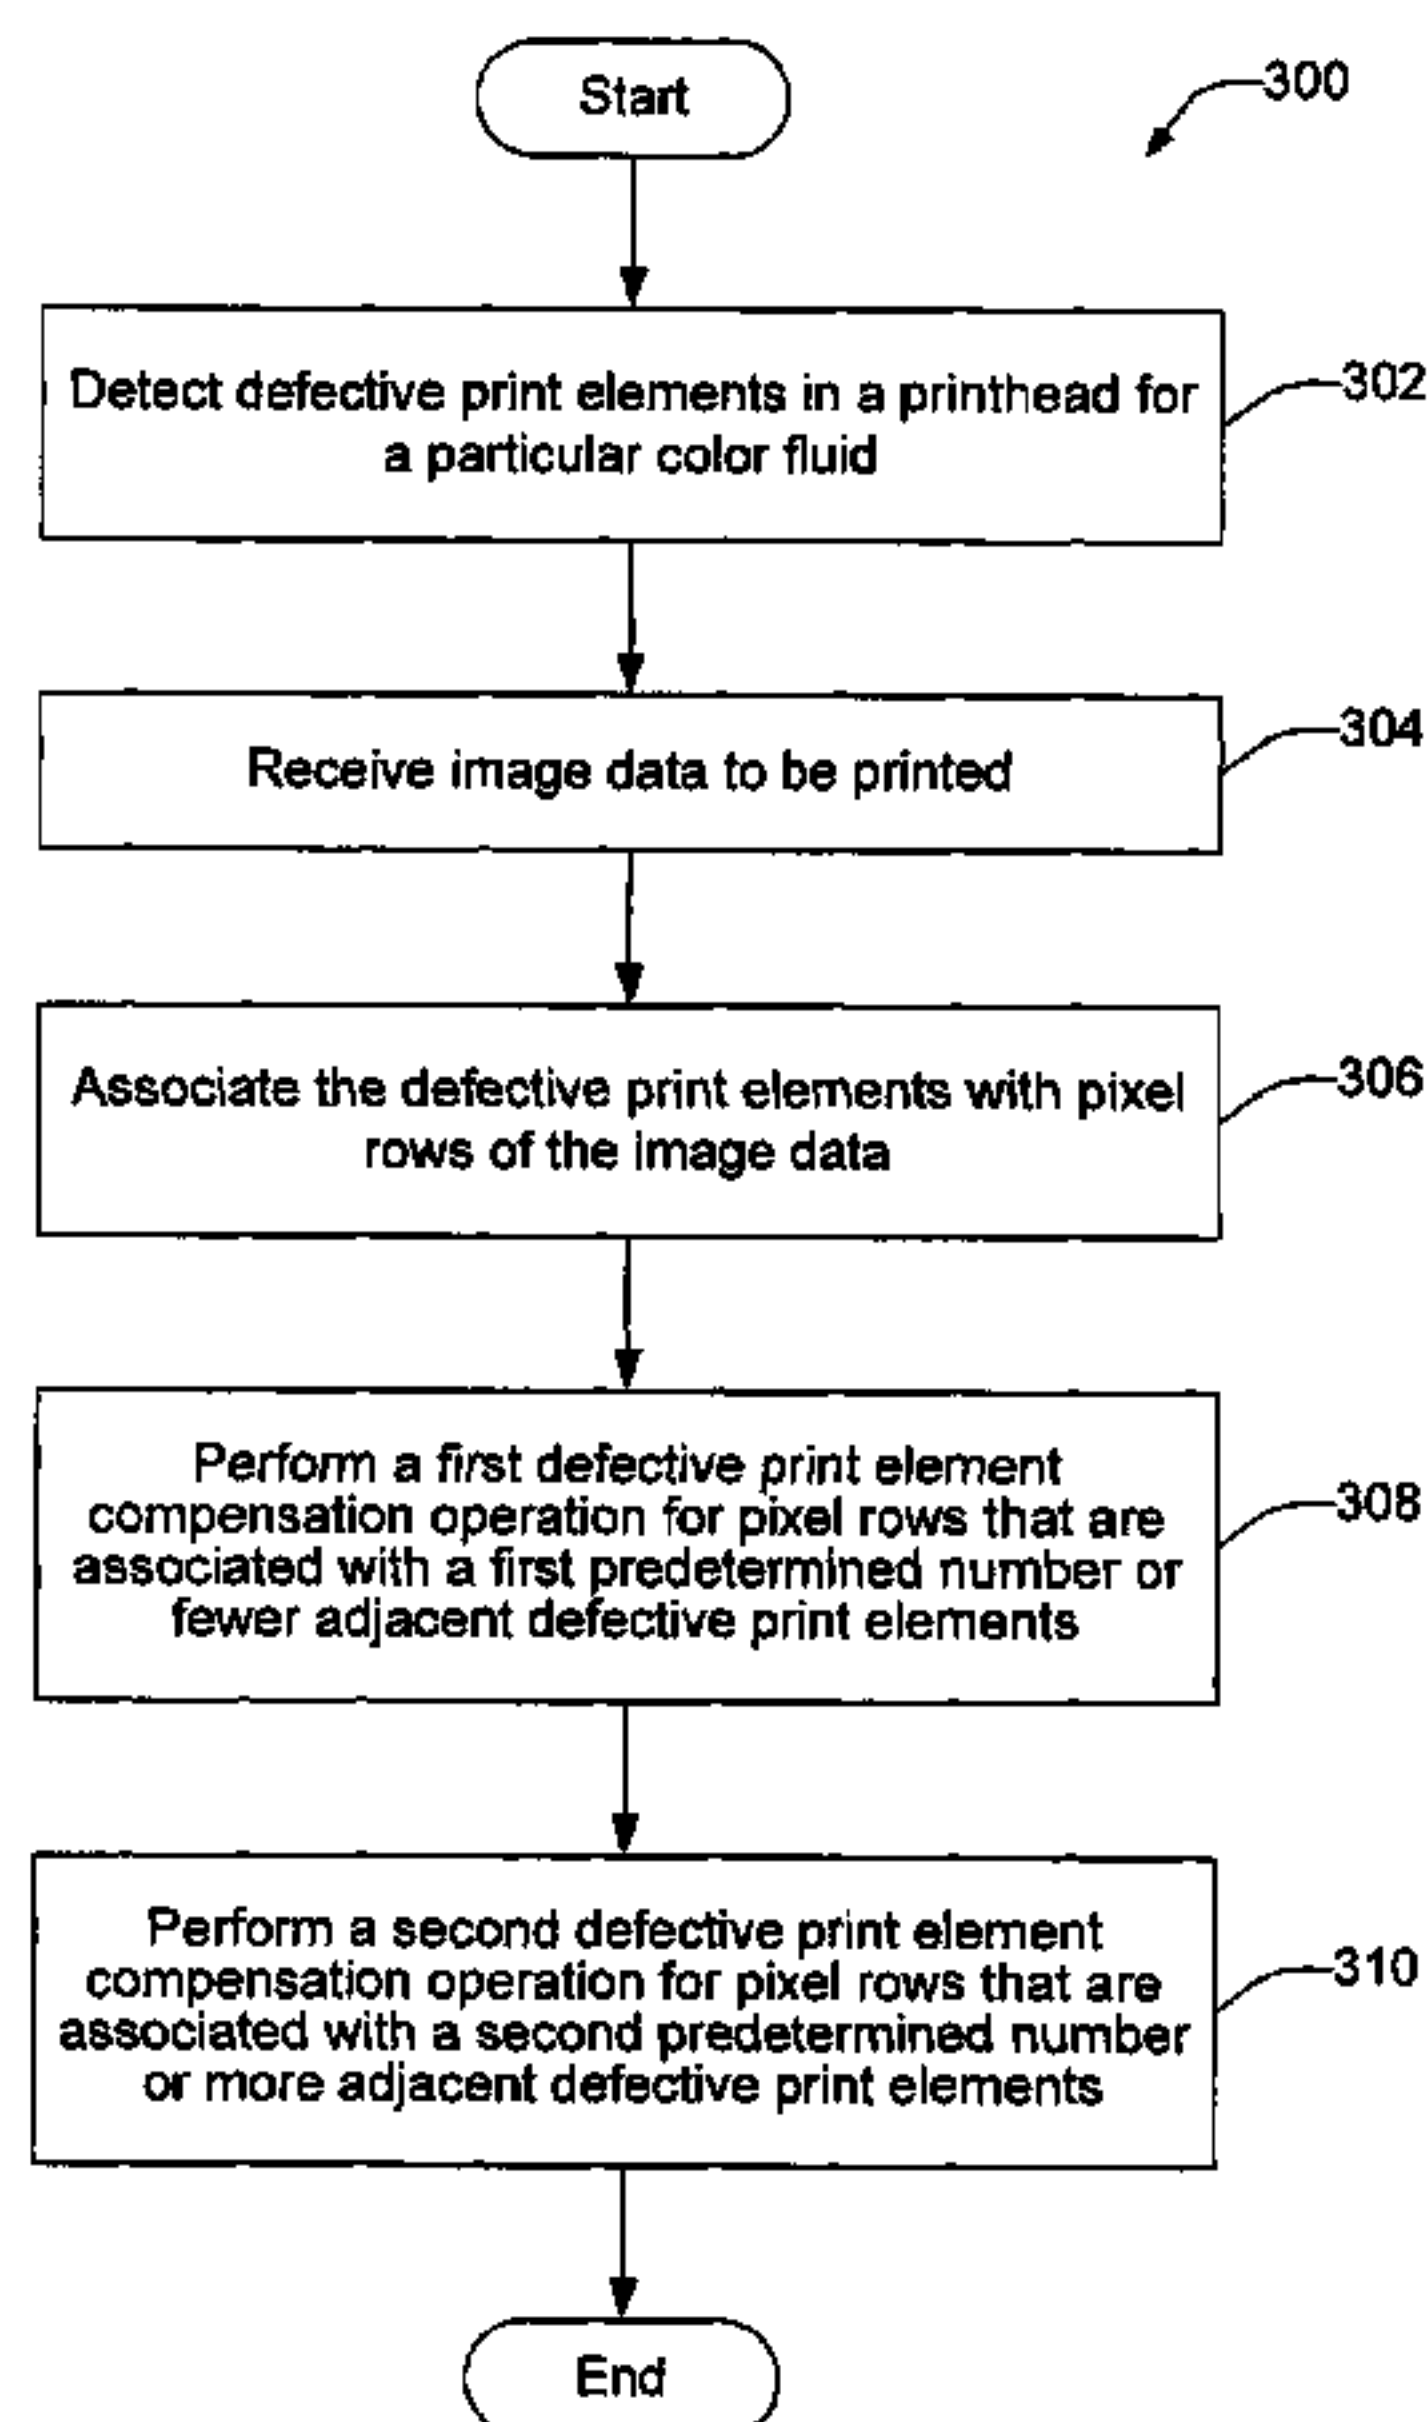 Start
300
Detect defective print elements in a printhead for
a particular color fluid
302
Receive image data to be printed
304
Associate the defective print elements with pixel
rows of the image data
306
Perform a first defective print element
compensation operation for pixel rows that are
associated with a first predetermined number or
fewer adjacent defective print elements
308
Perform a second defective print element
compensation operation for pixel rows that are
associated with a second predetermined number
or more adjacent defective print elements
310
End